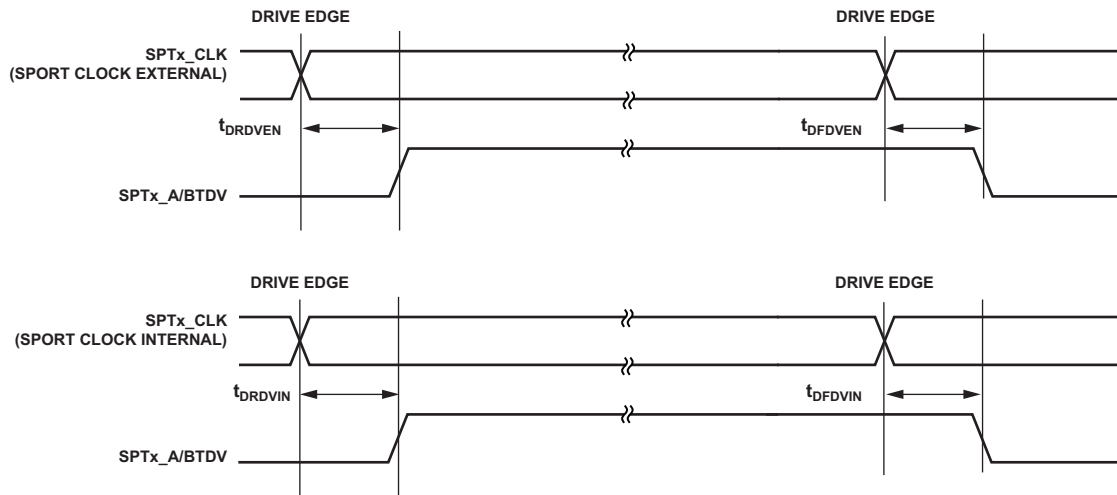 DRIVE EDGE
DRIVE EDGE
SPTx_CLK
(SPORT CLOCK EXTERNAL)
tDRDVEN
tDFDVEN
SPTx_A/BTDV
DRIVE EDGE
DRIVE EDGE
SPTx_CLK
(SPORT CLOCK INTERNAL)
tDRDVIN
tDFDVIN
SPTx_A/BTDV